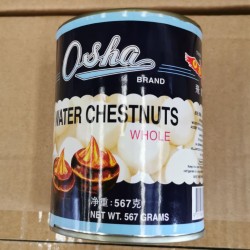 Osha
BRAND
WATER CHESTNUTS
WHOLE
净重:567克
NET WT. 567 GRAMS